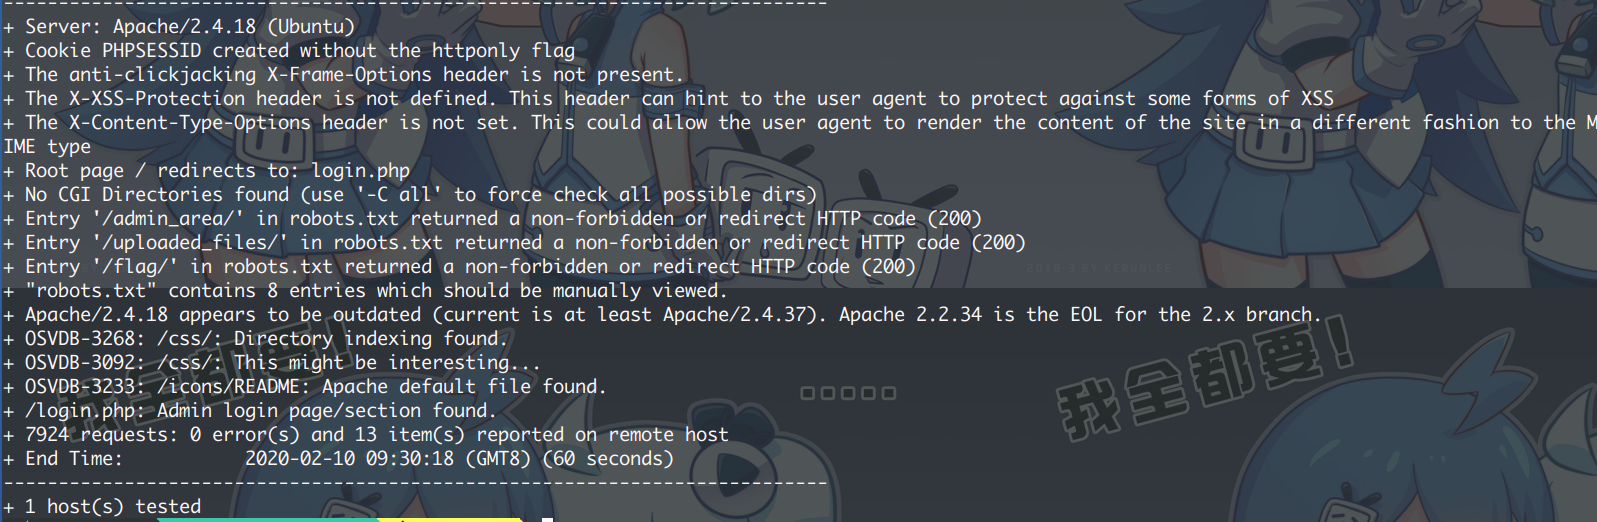 ---------------------------------------------------------------------------
+ Server: Apache/2.4.18 (Ubuntu)
+ Cookie PHPSESSID created without the httponly flag
+ The anti-clickjacking X-Frame-Options header is not present.
+ The X-XSS-Protection header is not defined. This header can hint to the user agent to protect against some forms of XSS
+ The X-Content-Type-Options header is not set. This could allow the user agent to render the content of the site in a different fashion to the M
IME type
+ Root page / redirects to: login.php
+ No CGI Directories found (use '-C all' to force check all possible dirs)
+ Entry '/admin_area/' in robots.txt returned a non-forbidden or redirect HTTP code (200)
+ Entry '/uploaded_files/' in robots.txt returned a non-forbidden or redirect HTTP code (200)
+ Entry '/flag/' in robots.txt returned a non-forbidden or redirect HTTP code (200)
+ "robots.txt" contains 8 entries which should be manually viewed.
+ Apache/2.4.18 appears to be outdated (current is at least Apache/2.4.37). Apache 2.2.34 is the EOL for the 2.x branch.
+ OSVDB-3268: /css/: Directory indexing found.
+ OSVDB-3092: /css/: This might be interesting...
+ OSVDB-3233: /icons/README: Apache default file found.
+ /login.php: Admin login page/section found.
+ 7924 requests: 0 error(s) and 13 item(s) reported on remote host
+ End Time:           2020-02-10 09:30:18 (GMT8) (60 seconds)
---------------------------------------------------------------------------
+ 1 host(s) tested
我全都要!
.....
我全都要!